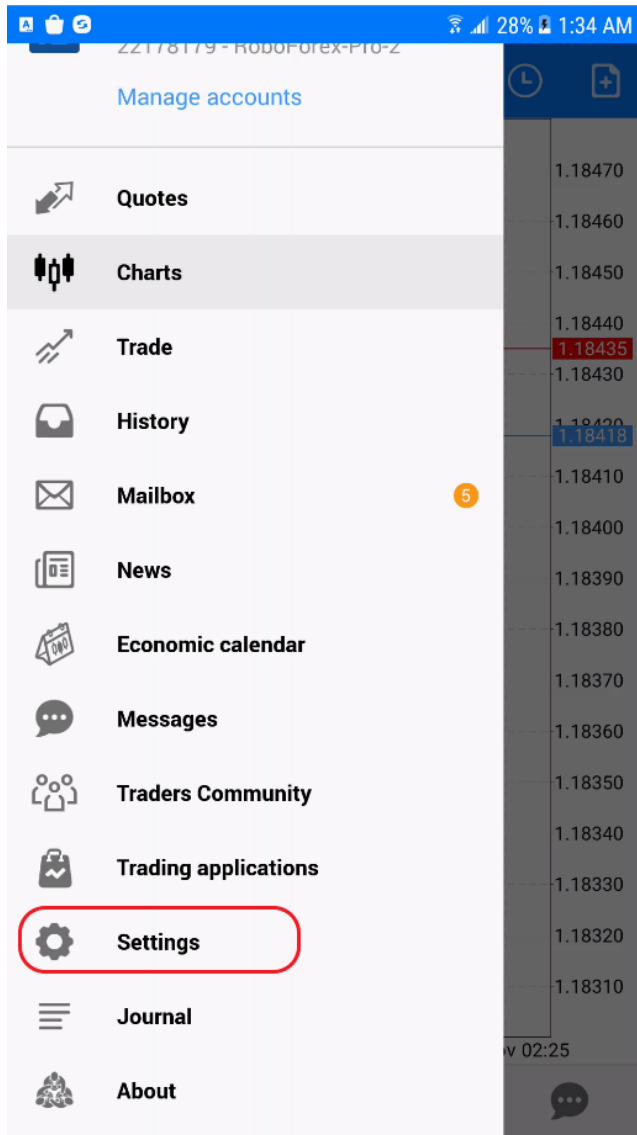 28% 1:34 AM
22178179 - RoboForex-Pro-2
Manage accounts
Quotes
Charts
Trade
History
Mailbox
5
News
Economic calendar
Messages
Traders Community
Trading applications
Settings
Journal
About
1.18470
1.18460
1.18450
1.18440
1.18435
1.18430
1.18420
1.18418
1.18410
1.18400
1.18390
1.18380
1.18370
1.18360
1.18350
1.18340
1.18330
1.18320
1.18310
ov 02:25